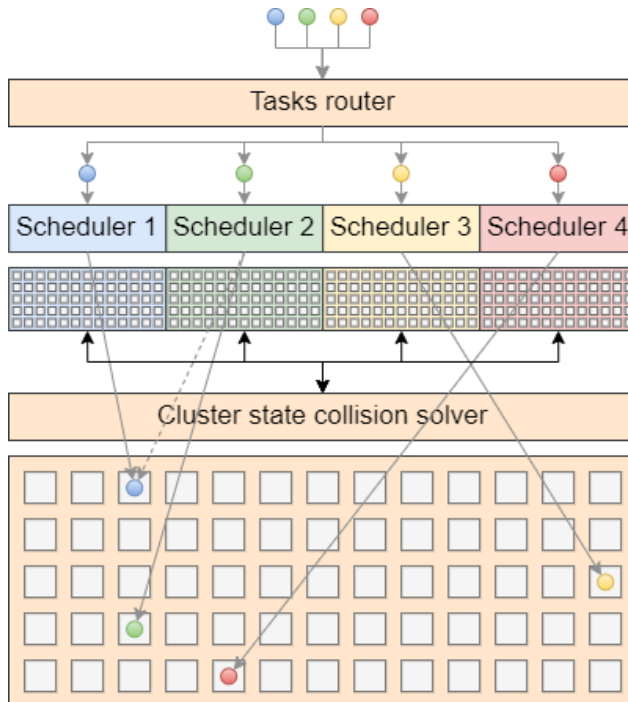 Tasks router
Scheduler 1
Scheduler 2
Scheduler 3
Scheduler 4
Cluster state collision solver